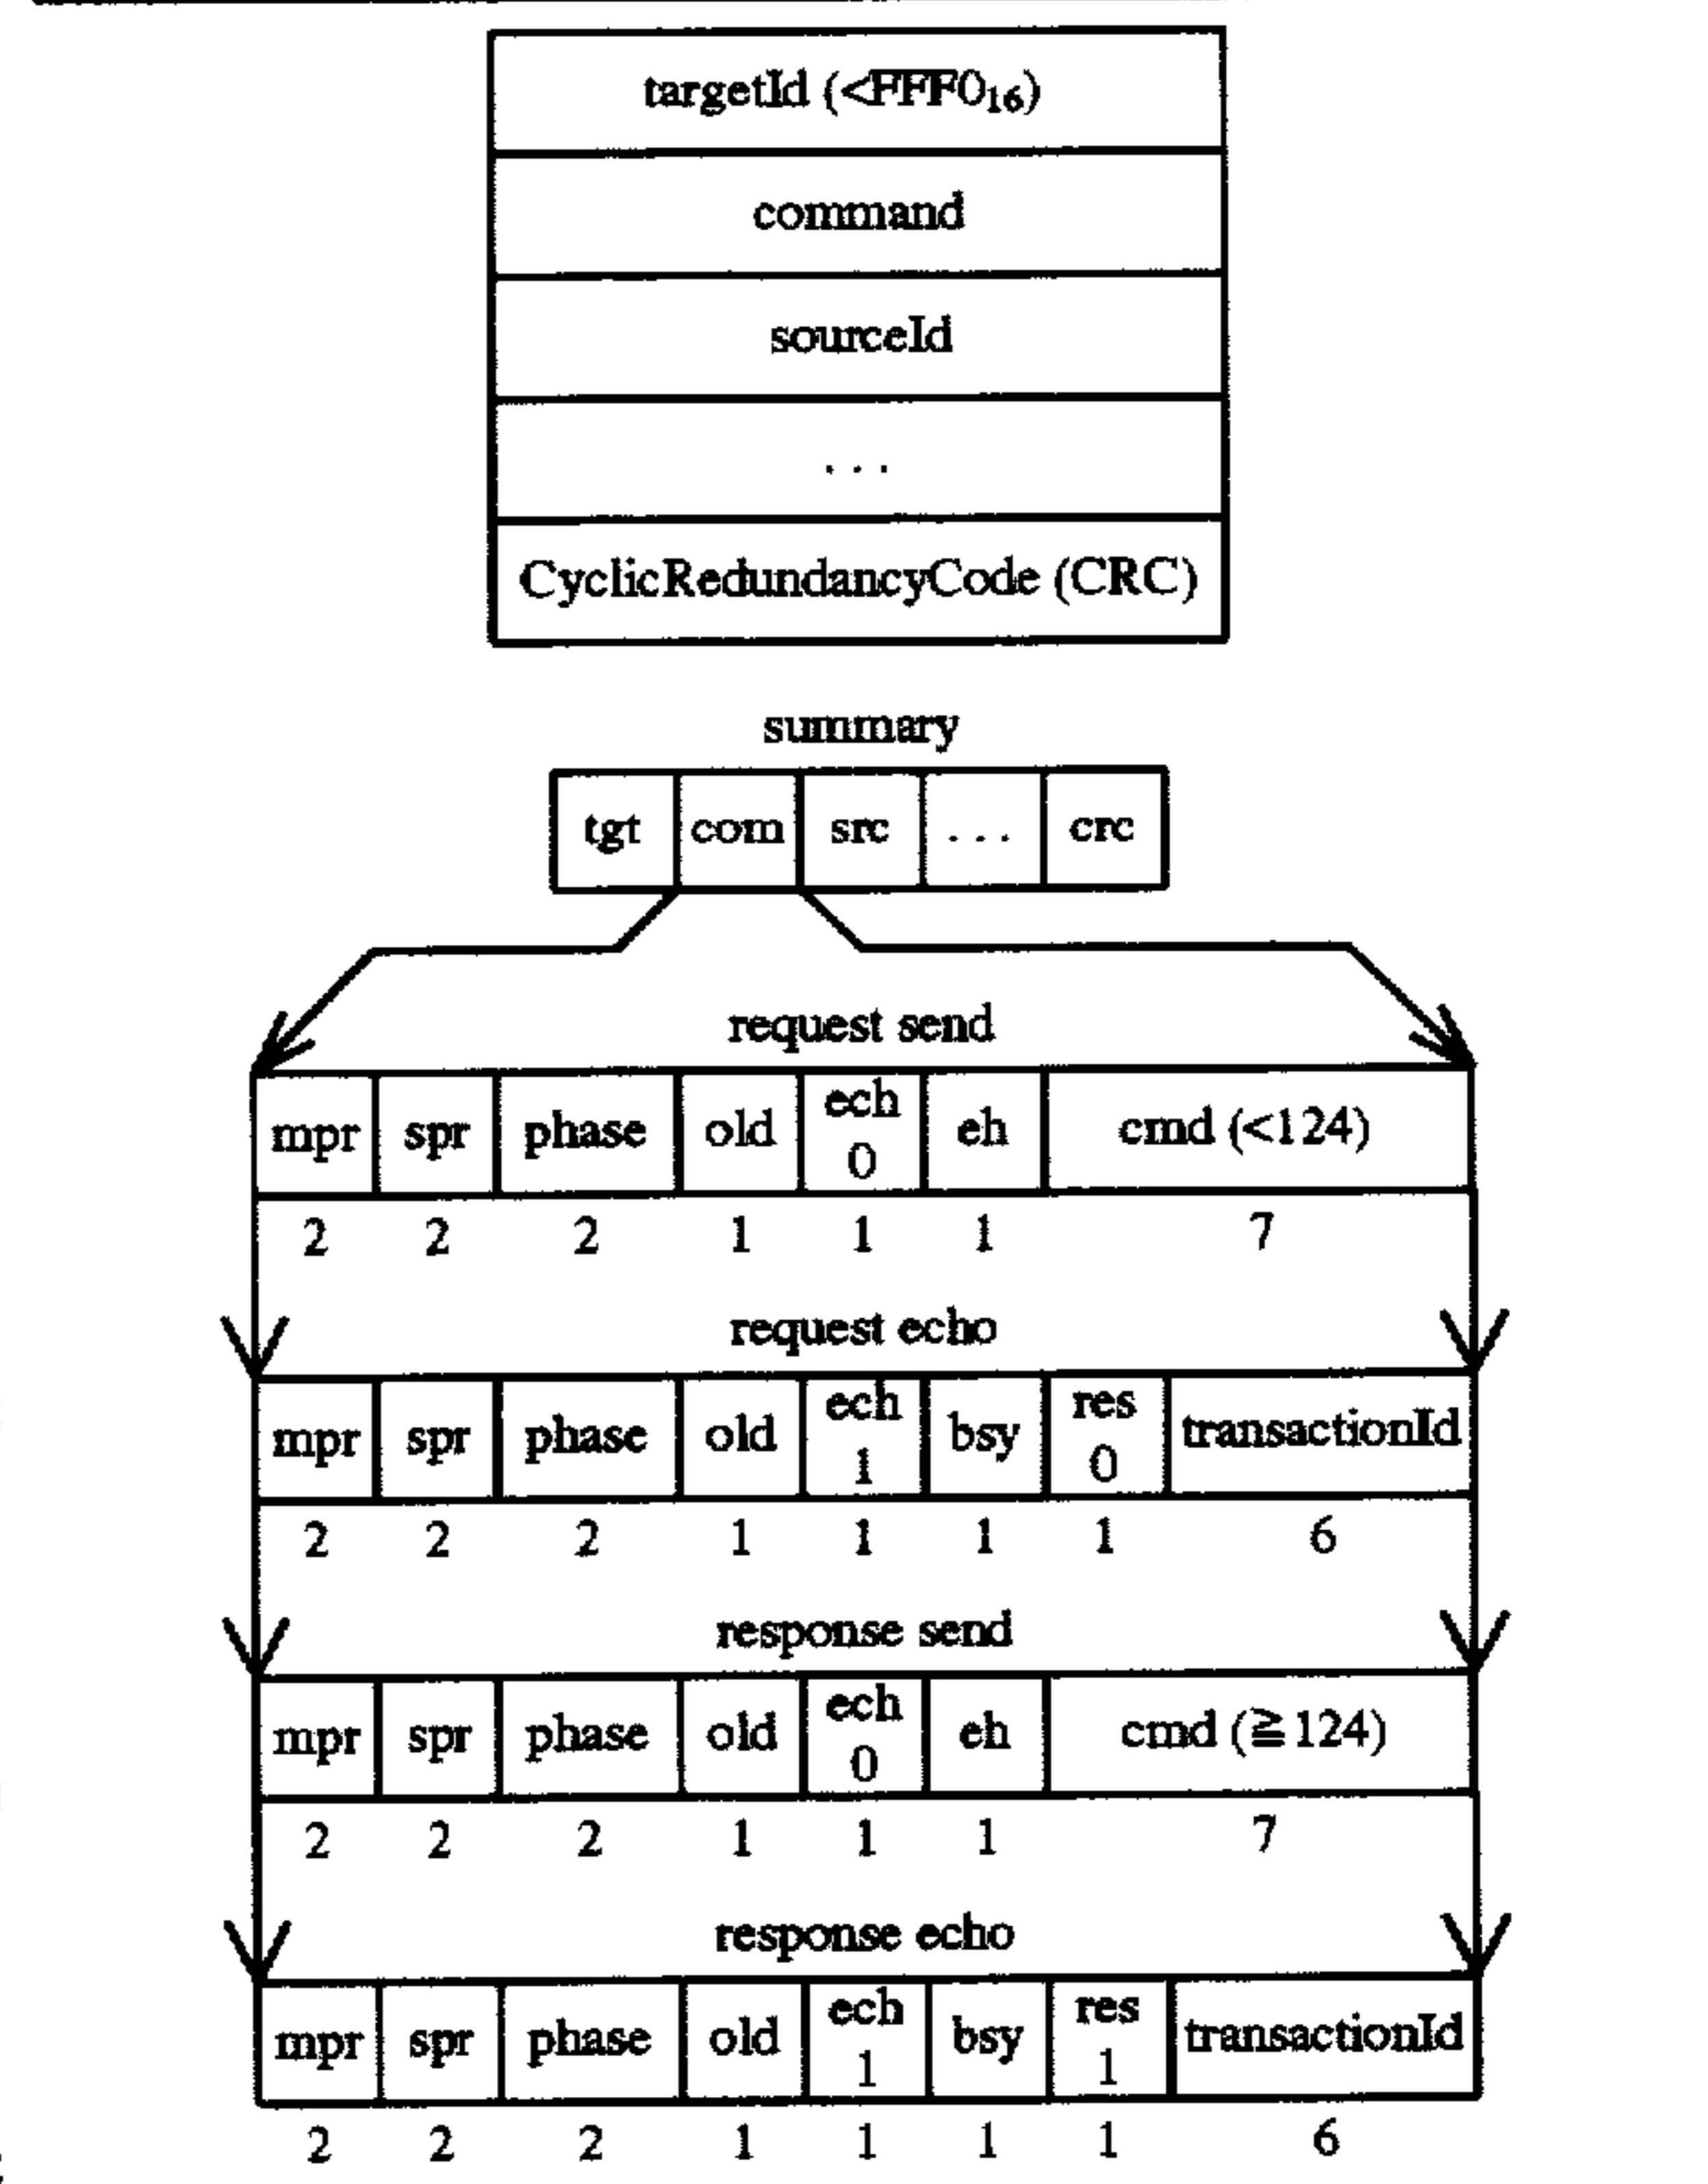 targetId (<FFF0₁₆)
command
sourceId
. . .
CyclicRedundancyCode (CRC)
summary
tgt com src . . . crc
request send
mpr spr phase old ech 0 eh cmd (<124)
2 2 2 1 1 1 7
request echo
mpr spr phase old ech 1 bsy res 0 transactionId
2 2 2 1 1 1 1 6
response send
mpr spr phase old ech 0 eh cmd (≧124)
2 2 2 1 1 1 7
response echo
mpr spr phase old ech 1 bsy res 1 transactionId
2 2 2 1 1 1 1 6